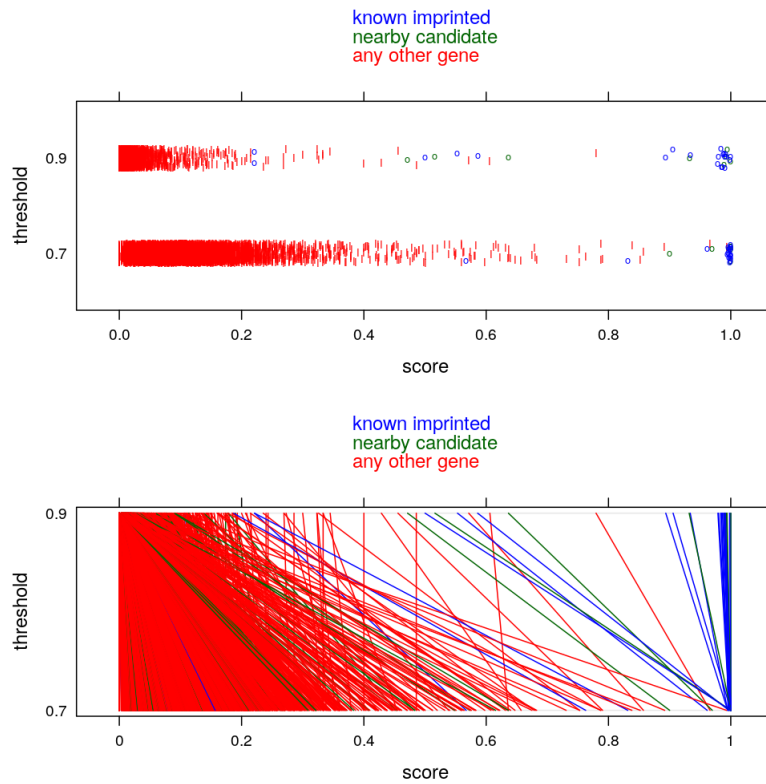 known imprinted
nearby candidate
any other gene
0.9
0.7
threshold
0.0 0.2 0.4 0.6 0.8 1.0
score
known imprinted
nearby candidate
any other gene
0.9
0.7
threshold
0 0.2 0.4 0.6 0.8 1
score